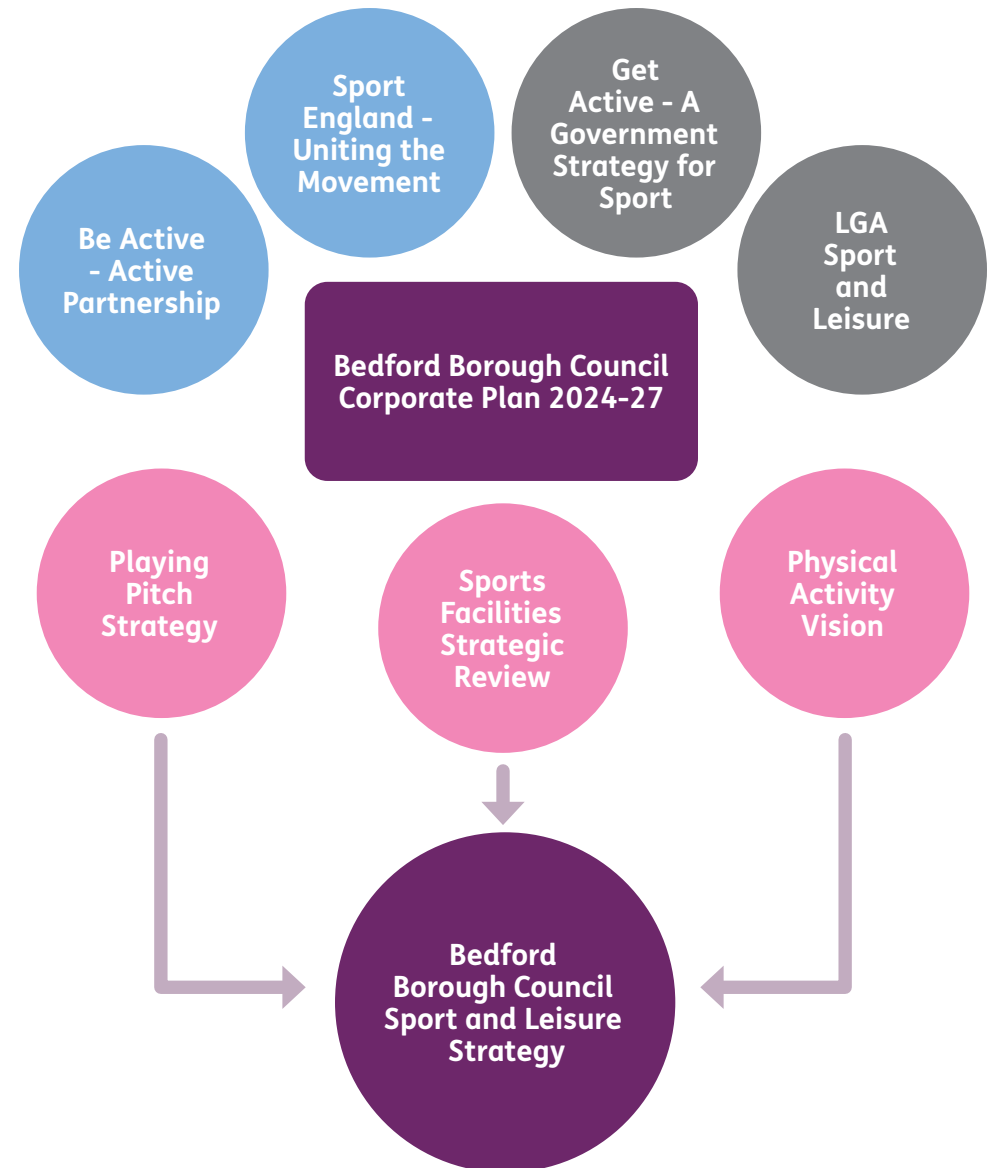 Sport
England -
Uniting the
Movement
Get
Active - A
Government
Strategy for
Sport
Be Active
- Active
Partnership
LGA
Sport
and
Leisure
Bedford Borough Council
Corporate Plan 2024-27
Playing
Pitch
Strategy
Sports
Facilities
Strategic
Review
Physical
Activity
Vision
Bedford
Borough Council
Sport and Leisure
Strategy